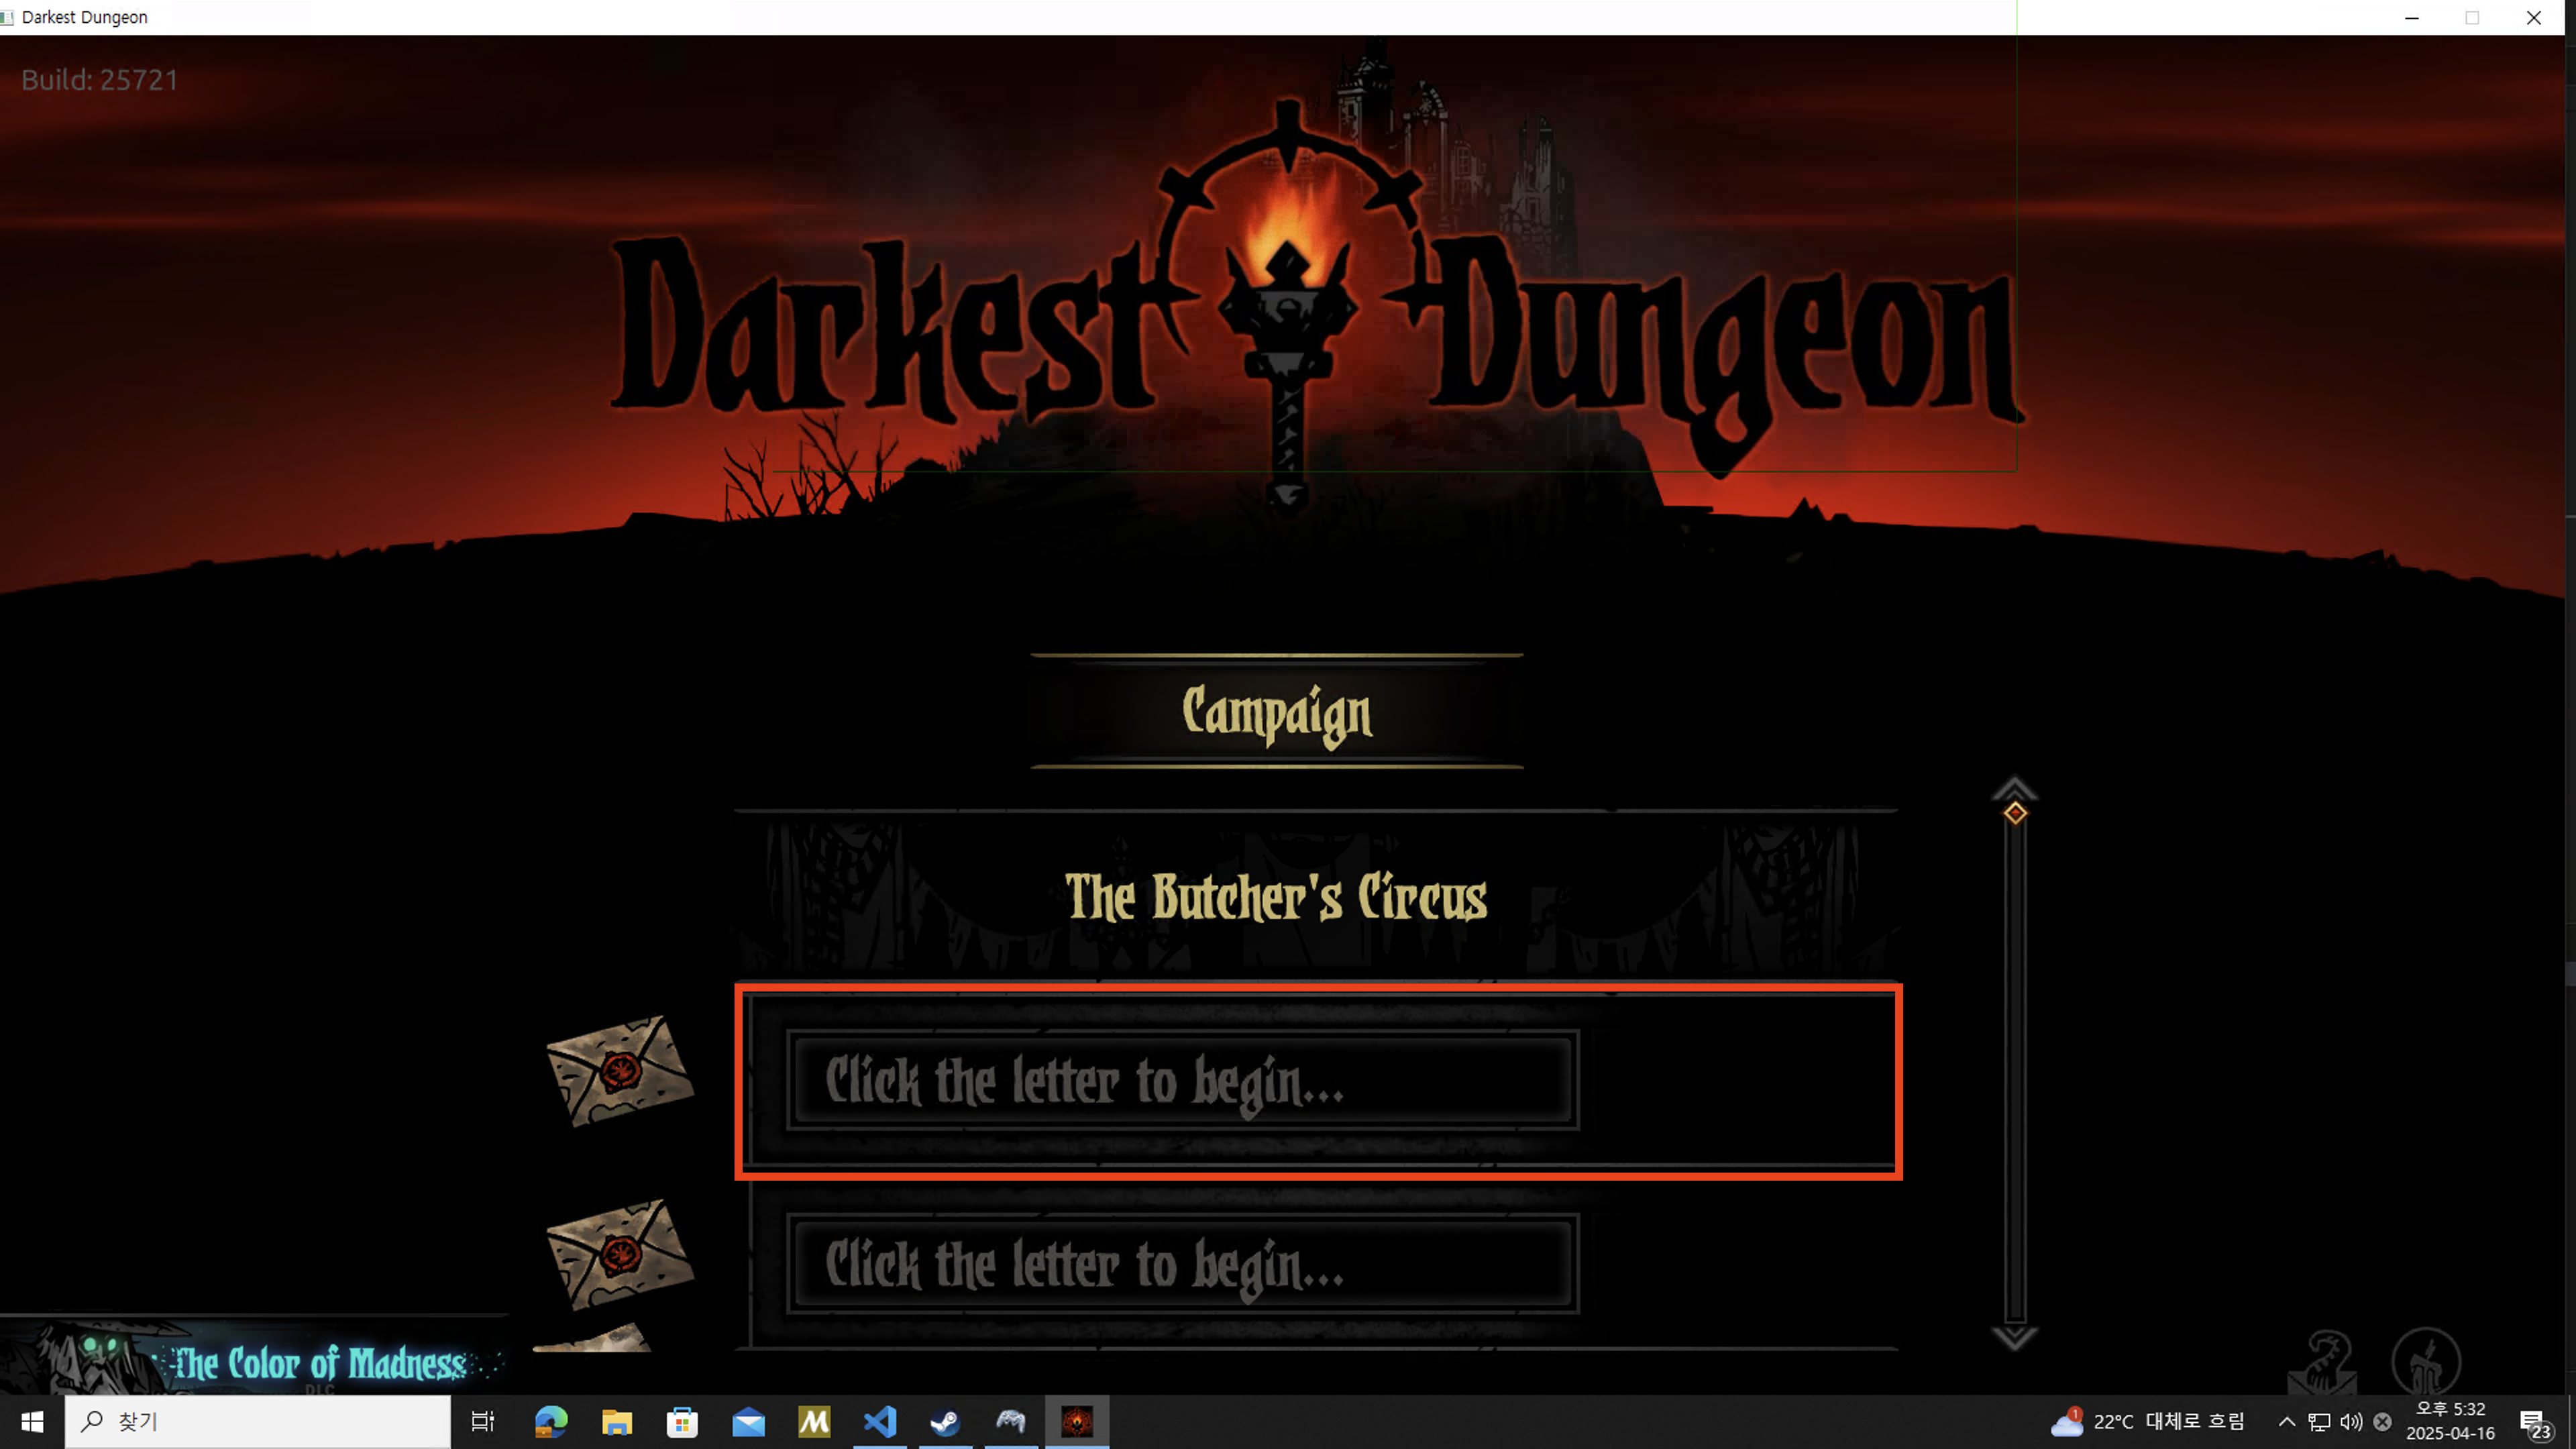 Darkest Dungeon
Build: 25721
Darkest Dungeon
Campaign
The Butcher's Circus
Click the letter to begin...
Click the letter to begin...
The Color of Madness
DLC
찾기
1
22°C 대체로 흐림
오후 5:32
2025-04-16
23